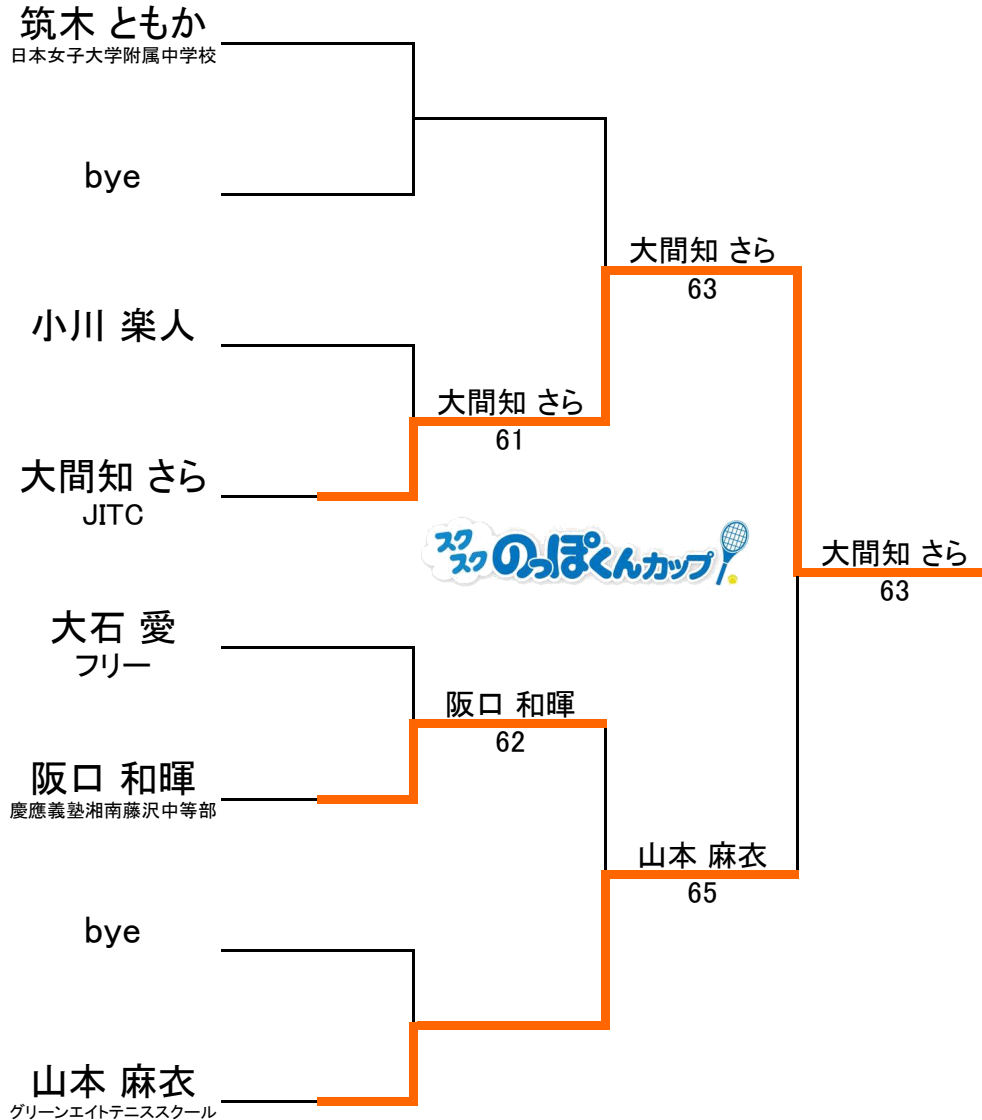 筑木 ともか
日本女子大学附属中学校
bye
小川 楽人
大間知 さら
JITC
大石 愛
フリー
阪口 和暉
慶應義塾湘南藤沢中等部
bye
山本 麻衣
グリーンエイトテニススクール
大間知 さら
61
阪口 和暉
62
大間知 さら
63
山本 麻衣
65
大間知 さら
63
スクスク のっぽくんカップ